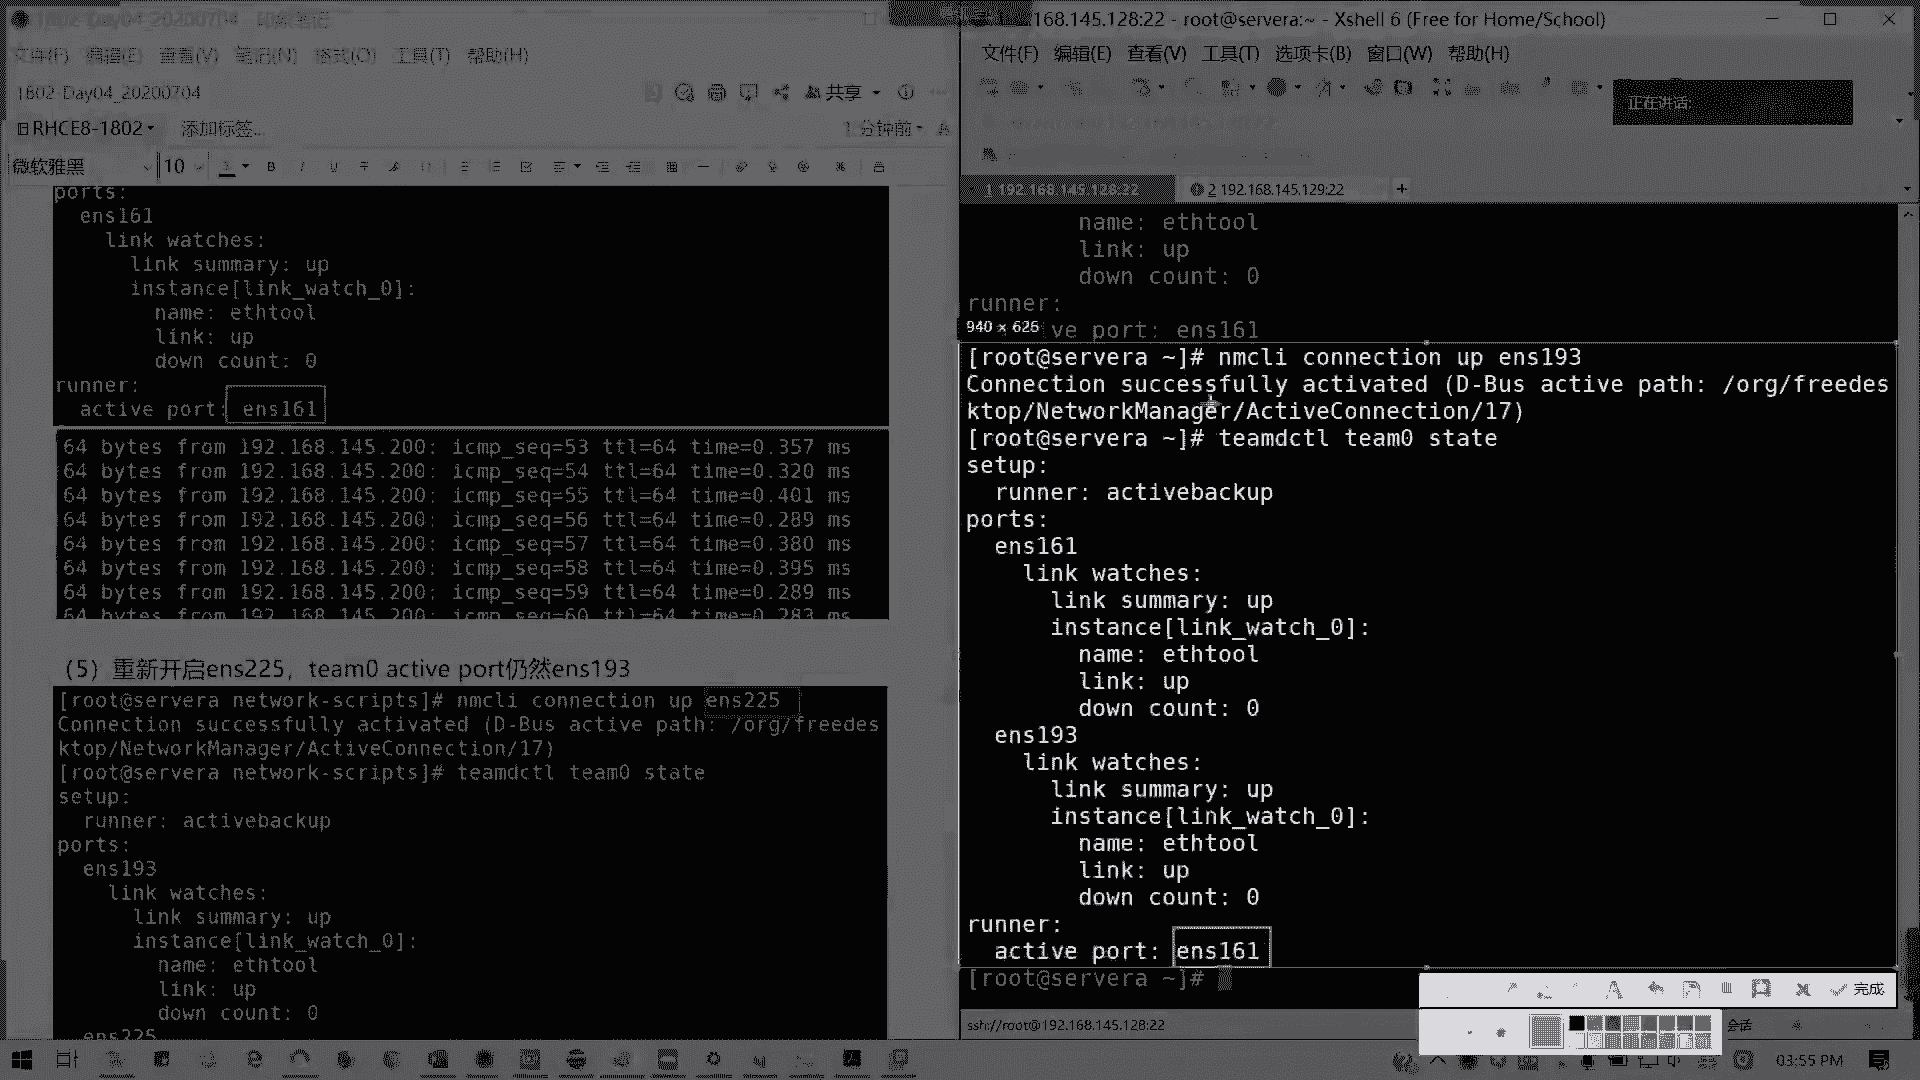 1802-Day04_20200704
文件(F) 编辑(E) 查看(V) 笔记(N) 格式(O) 工具(T) 帮助(H)
1802-Day04_20200704
共享
RHCE8-1802
添加标签...
1 分钟前
微软雅黑
10
ports:
ens161
link watches:
link summary: up
instance[link_watch_0]:
name: ethtool
link: up
down count: 0
runner:
active port: ens161
64 bytes from 192.168.145.200: icmp_seq=53 ttl=64 time=0.357 ms
64 bytes from 192.168.145.200: icmp_seq=54 ttl=64 time=0.320 ms
64 bytes from 192.168.145.200: icmp_seq=55 ttl=64 time=0.401 ms
64 bytes from 192.168.145.200: icmp_seq=56 ttl=64 time=0.289 ms
64 bytes from 192.168.145.200: icmp_seq=57 ttl=64 time=0.380 ms
64 bytes from 192.168.145.200: icmp_seq=58 ttl=64 time=0.395 ms
64 bytes from 192.168.145.200: icmp_seq=59 ttl=64 time=0.289 ms
64 bytes from 192.168.145.200: icmp_seq=60 ttl=64 time=0.283 ms
（5）重新开启ens225，team0 active port仍然ens193
[root@servera network-scripts]# nmcli connection up ens225
Connection successfully activated (D-Bus active path: /org/freedes
ktop/NetworkManager/ActiveConnection/17)
[root@servera network-scripts]# teamdctl team0 state
setup:
runner: activebackup
ports:
ens193
link watches:
link summary: up
instance[link_watch_0]:
name: ethtool
link: up
down count: 0
ens225
168.145.128:22 - root@servera:~ - Xshell 6 (Free for Home/School)
文件(F) 编辑(E) 查看(V) 工具(T) 选项卡(B) 窗口(W) 帮助(H)
正在讲话:
1 192.168.145.128:22
2 192.168.145.129:22
name: ethtool
link: up
down count: 0
runner:
940 × 625
ve port: ens161
[root@servera ~]# nmcli connection up ens193
Connection successfully activated (D-Bus active path: /org/freedes
ktop/NetworkManager/ActiveConnection/17)
[root@servera ~]# teamdctl team0 state
setup:
runner: activebackup
ports:
ens161
link watches:
link summary: up
instance[link_watch_0]:
name: ethtool
link: up
down count: 0
ens193
link watches:
link summary: up
instance[link_watch_0]:
name: ethtool
link: up
down count: 0
runner:
active port: ens161
[root@servera ~]#
完成
ssh://root@192.168.145.128:22
会话
03:55 PM